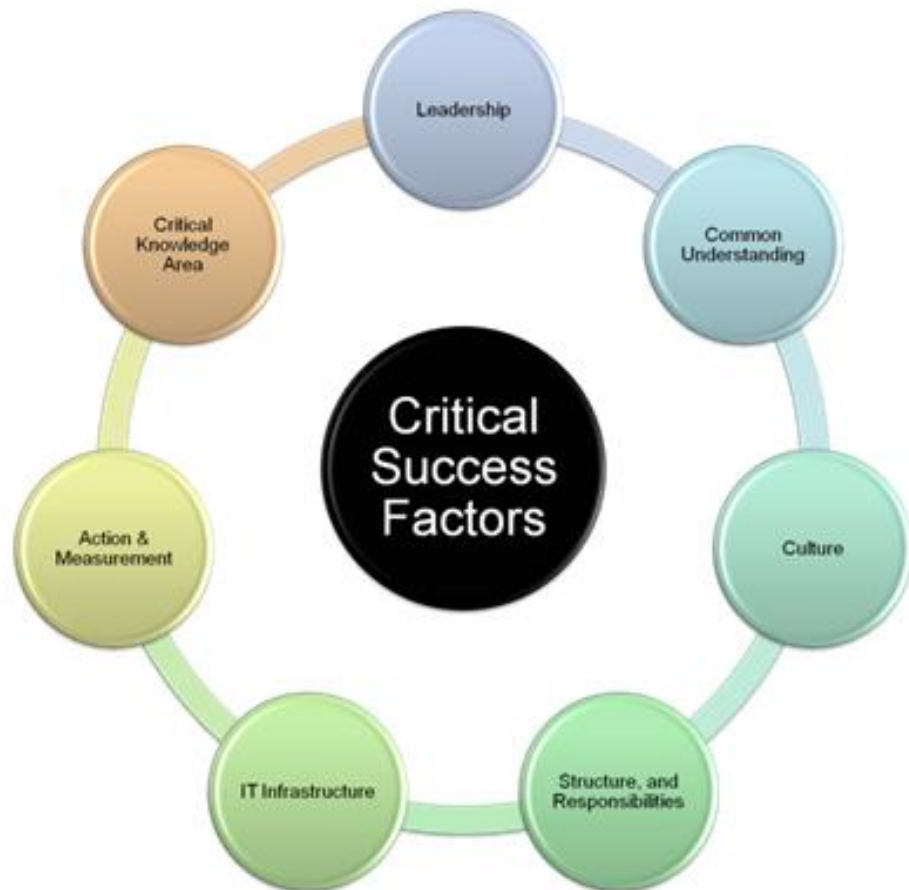 Leadership
Common
Understanding
Culture
Structure, and
Responsibilities
IT Infrastructure
Action &
Measurement
Critical
Knowledge
Area
Critical
Success
Factors